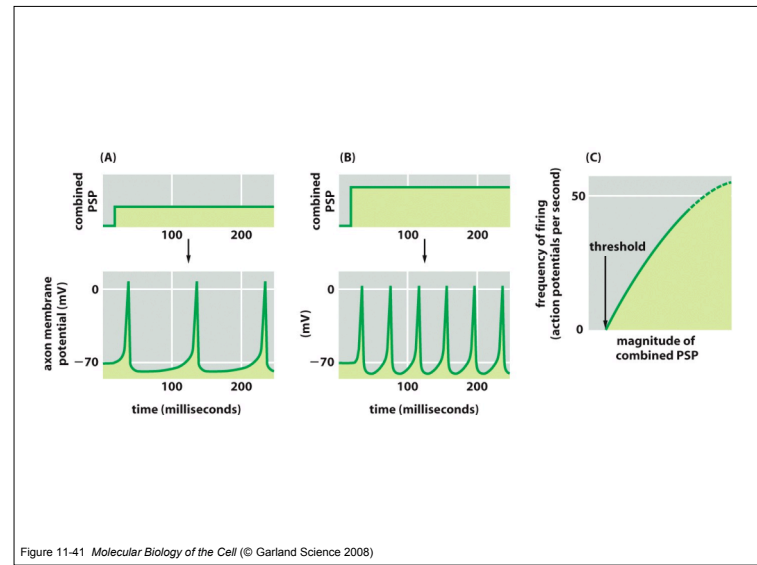 (A)
combined
PSP
100
200
axon membrane
potential (mV)
0
−70
100
200
time (milliseconds)
(B)
combined
PSP
100
200
(mV)
0
−70
100
200
time (milliseconds)
(C)
frequency of firing
(action potentials per second)
50
threshold
0
magnitude of
combined PSP
Figure 11-41 Molecular Biology of the Cell (© Garland Science 2008)